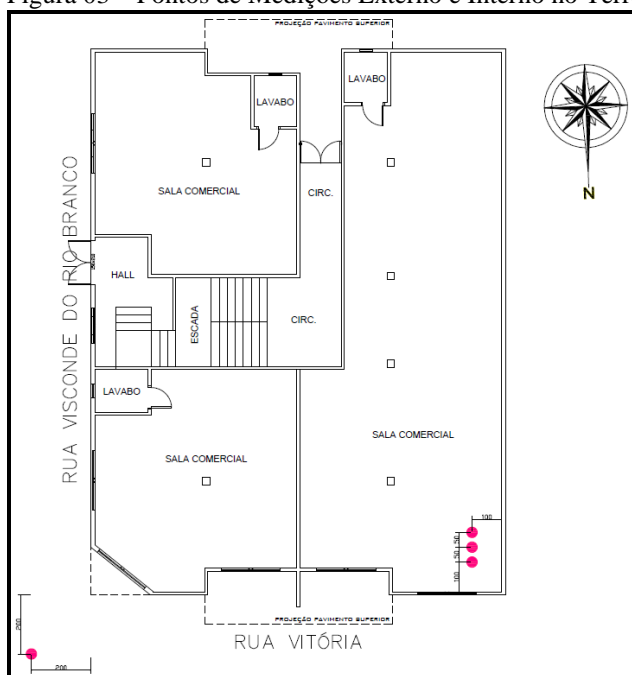 Figura 03 – Pontos de Medições Externo e Interno no Terr
PROJEÇÃO PAVIMENTO SUPERIOR
LAVABO
LAVABO
SALA COMERCIAL
CIRC.
N
RUA VISCONDE DO RIO BRANCO
HALL
ESCADA
CIRC.
LAVABO
SALA COMERCIAL
SALA COMERCIAL
100
50
50
100
PROJEÇÃO PAVIMENTO SUPERIOR
RUA VITÓRIA
200
200